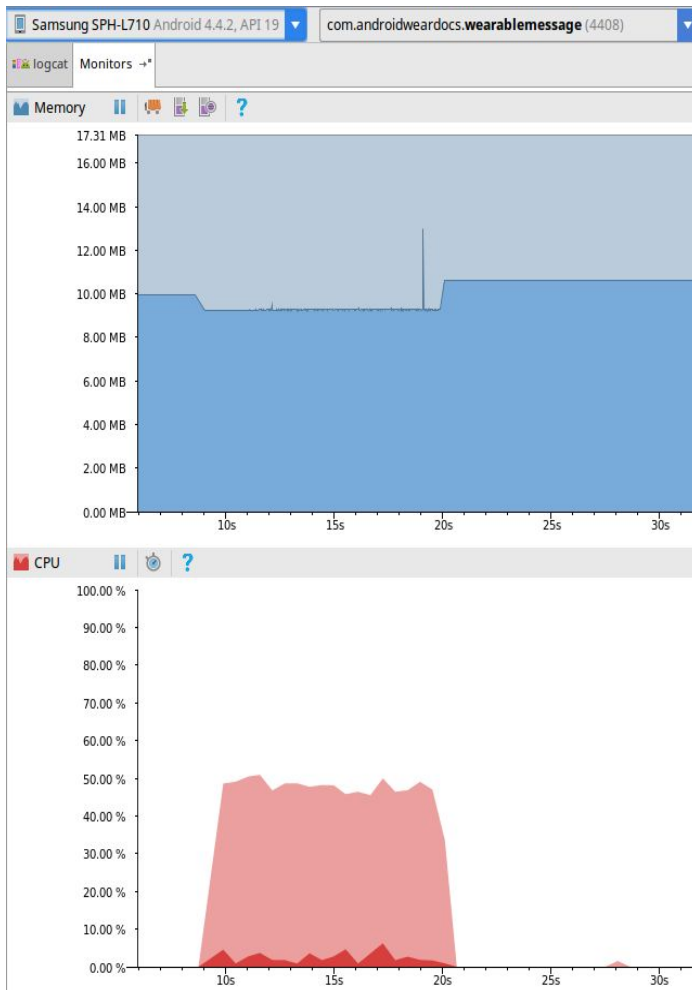 Samsung SPH-L710 Android 4.4.2, API 19 com.androidweardocs.wearablemessage (4408)
logcat Monitors
Memory ?
17.31 MB
16.00 MB
14.00 MB
12.00 MB
10.00 MB
8.00 MB
6.00 MB
4.00 MB
2.00 MB
0.00 MB
10s 15s 20s 25s 30s
CPU ?
100.00 %
90.00 %
80.00 %
70.00 %
60.00 %
50.00 %
40.00 %
30.00 %
20.00 %
10.00 %
0.00 %
10s 15s 20s 25s 30s